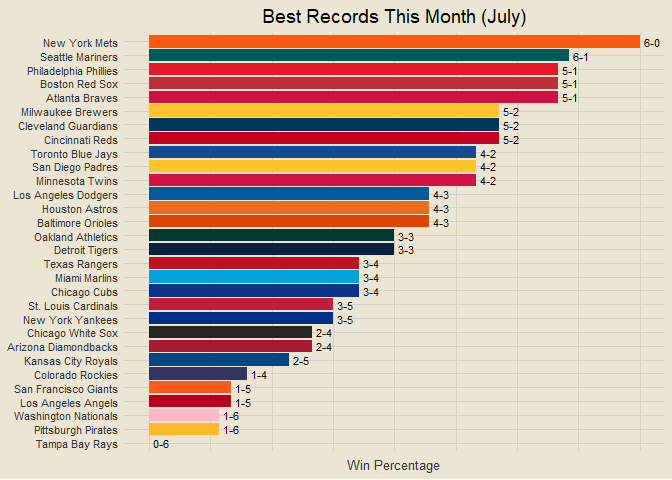 Best Records This Month (July)
New York Mets 6-0
Seattle Mariners 6-1
Philadelphia Phillies 5-1
Boston Red Sox 5-1
Atlanta Braves 5-1
Milwaukee Brewers 5-2
Cleveland Guardians 5-2
Cincinnati Reds 5-2
Toronto Blue Jays 4-2
San Diego Padres 4-2
Minnesota Twins 4-2
Los Angeles Dodgers 4-3
Houston Astros 4-3
Baltimore Orioles 4-3
Oakland Athletics 3-3
Detroit Tigers 3-3
Texas Rangers 3-4
Miami Marlins 3-4
Chicago Cubs 3-4
St. Louis Cardinals 3-5
New York Yankees 3-5
Chicago White Sox 2-4
Arizona Diamondbacks 2-4
Kansas City Royals 2-5
Colorado Rockies 1-4
San Francisco Giants 1-5
Los Angeles Angels 1-5
Washington Nationals 1-6
Pittsburgh Pirates 1-6
Tampa Bay Rays 0-6
Win Percentage